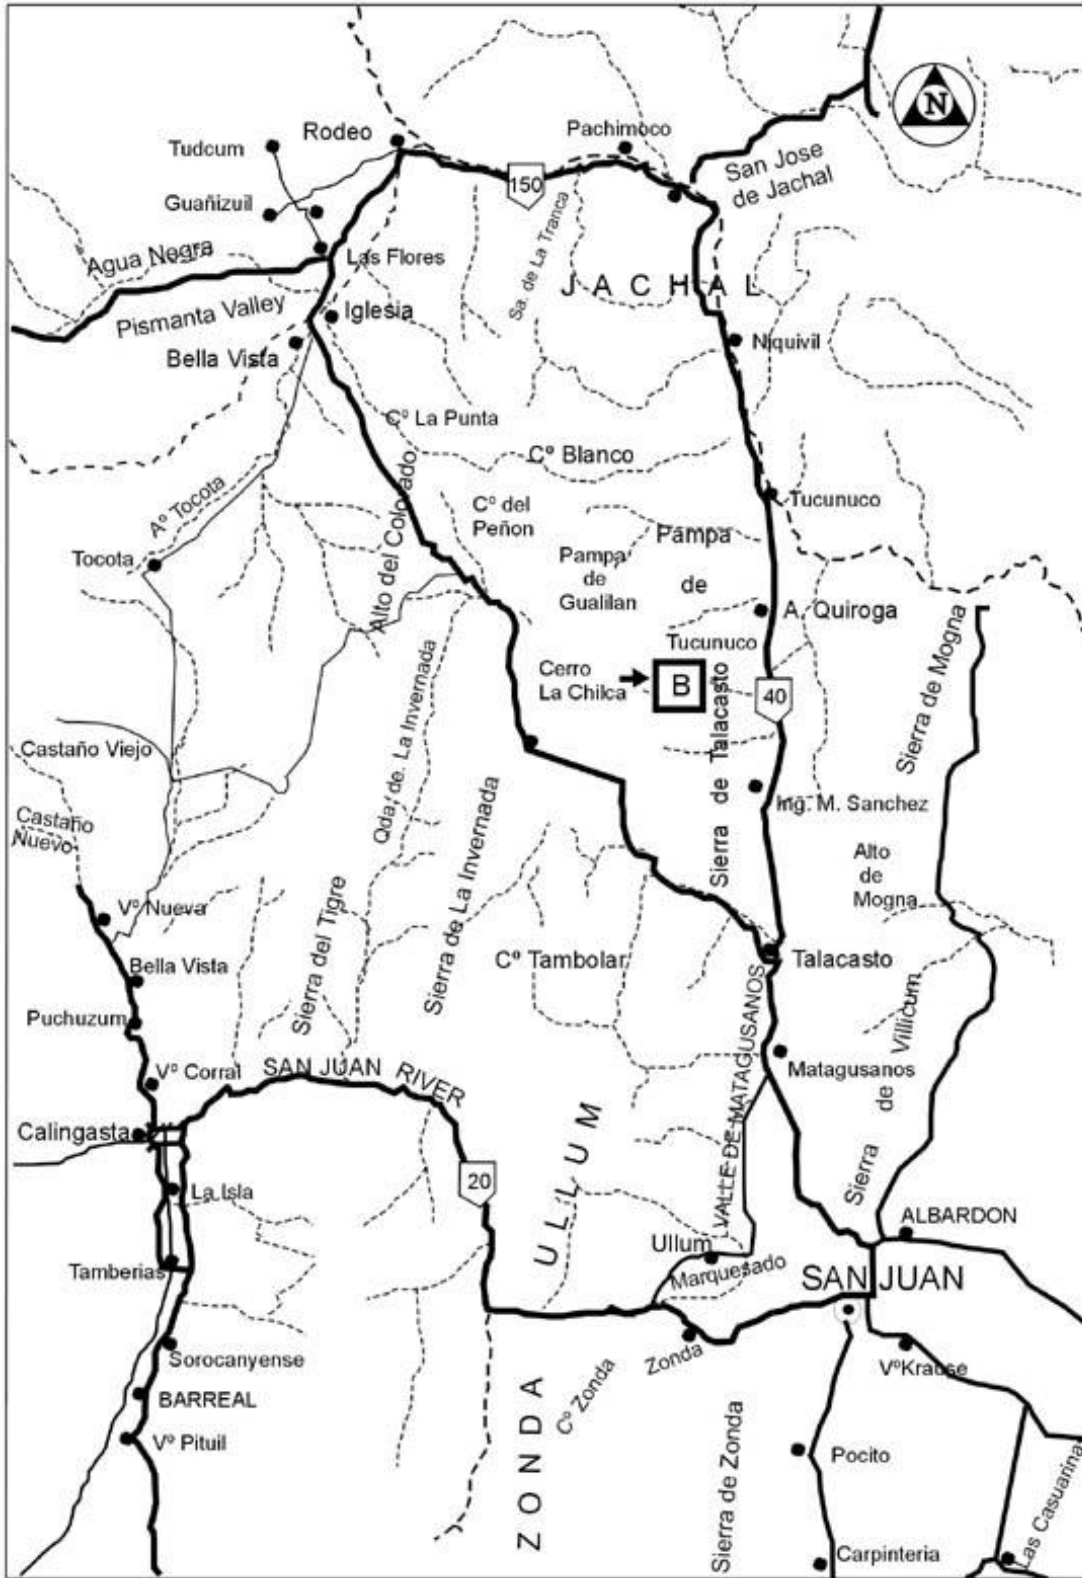 N
Rodeo
Tudcum
Pachimoco
San Jose
de Jachal
150
Guañizuil
Agua Negra
Las Flores
Sa. de La Tranca
JACHAL
Pismanta Valley
Iglesia
Bella Vista
Niquivil
Cº La Punta
Cº Blanco
Aº Tocota
Alto del Colorado
Cº del
Peñon
Tucunuco
Tocota
Pampa
de
Gualilan
Pampa
de
Tucunuco
A. Quiroga
Sierra de Mogna
Cerro
La Chilca
B
40
Sierra de Talacasto
Castaño Viejo
Qda. de. La Invernada
Castaño
Nuevo
Ing. M. Sanchez
Sierra de La Invernada
Alto
de
Mogna
Vº Nueva
Sierra del Tigre
Bella Vista
Cº Tambolar
Talacasto
Puchuzum
VALLE DE MATAGUSANOS
Sierra de Villicum
Matagusanos
Vº Corral
SAN JUAN RIVER
Calingasta
20
ULLUM
La Isla
ALBARDON
Ullum
Marquesado
Tamberias
SAN JUAN
Sorocanyense
Zonda
VºKrause
BARREAL
Cº Zonda
ZONDA
Vº Pituil
Sierra de Zonda
Pocito
Las Casuarina
Carpinteria